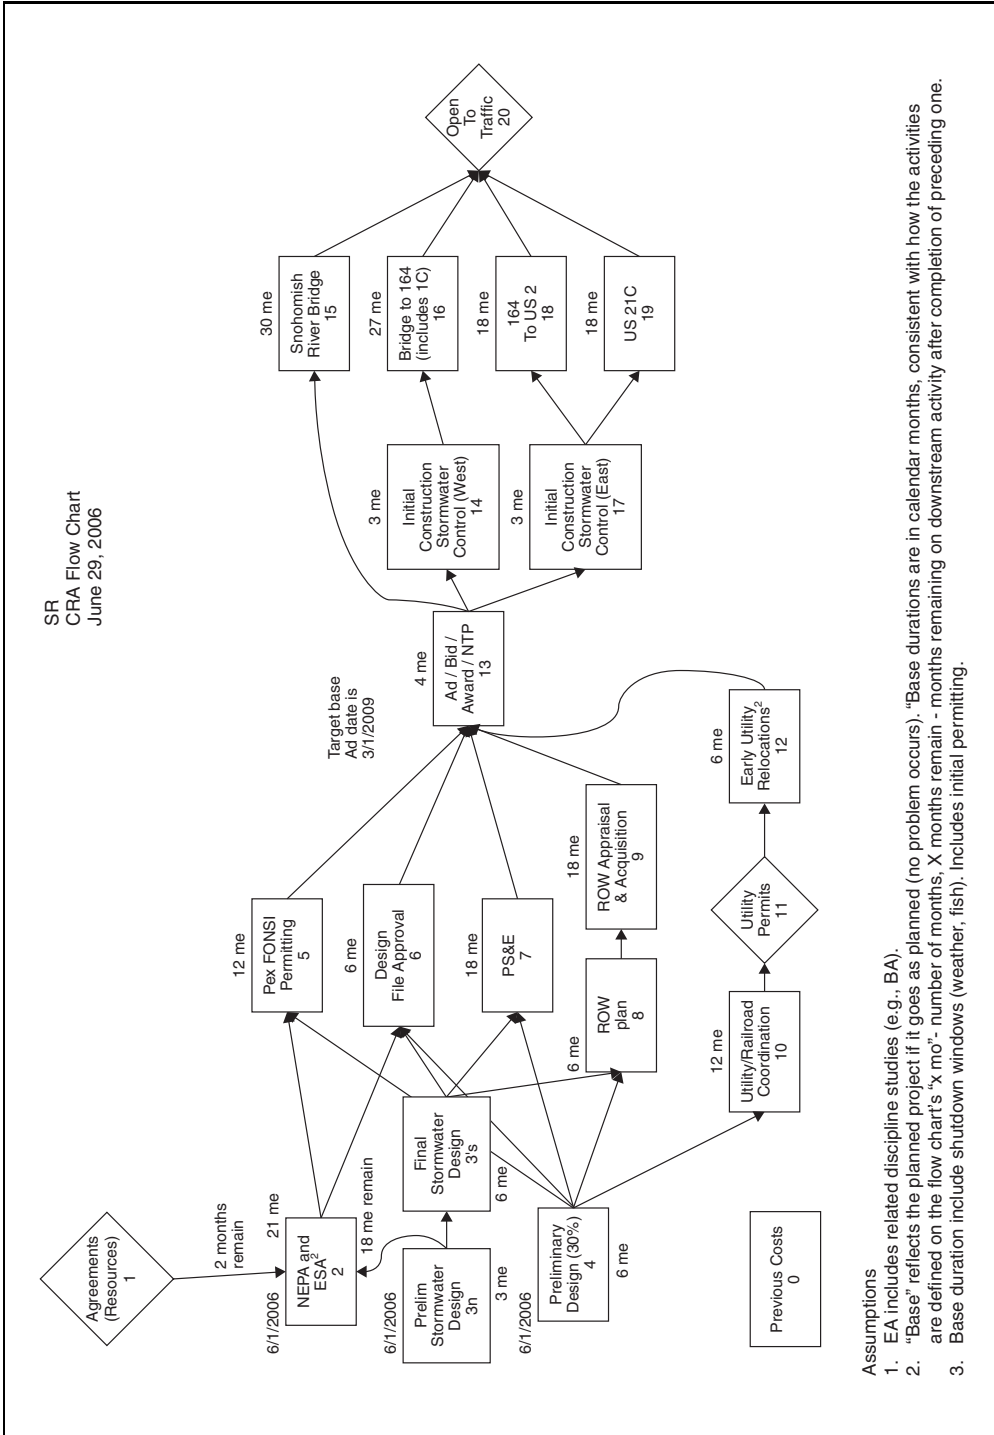 SR
CRA Flow Chart
June 29, 2006
Agreements
(Resources)
1
2 months
remain
6/1/2006
21 me
NEPA and
ESA2
2
18 me remain
6/1/2006
Prelim
Stormwater
Design
3n
3 me
Final
Stormwater
Design
3's
6 me
6/1/2006
Preliminary
Design (30%)
4
6 me
Previous Costs
0
12 me
Pex FONSI
Permitting
5
6 me
Design
File Approval
6
18 me
PS&E
7
6 me
ROW
plan
8
18 me
ROW Appraisal
& Acquisition
9
12 me
Utility/Railroad
Coordination
10
Utility
Permits
11
6 me
Early Utility
Relocations2
12
Target base
Ad date is
3/1/2009
4 me
Ad / Bid /
Award / NTP
13
3 me
Initial
Construction
Stormwater
Control (West)
14
3 me
Initial
Construction
Stormwater
Control (East)
17
30 me
Snohomish
River Bridge
15
27 me
Bridge to 164
(includes 1C)
16
18 me
164
To US 2
18
18 me
US 21C
19
Open
To
Traffic
20
Assumptions
1. EA includes related discipline studies (e.g., BA).
2. "Base" reflects the planned project if it goes as planned (no problem occurs). "Base durations are in calendar months, consistent with how the activities
are defined on the flow chart's "x mo"- number of months, X months remain - months remaining on downstream activity after completion of preceding one.
3. Base duration include shutdown windows (weather, fish). Includes initial permitting.